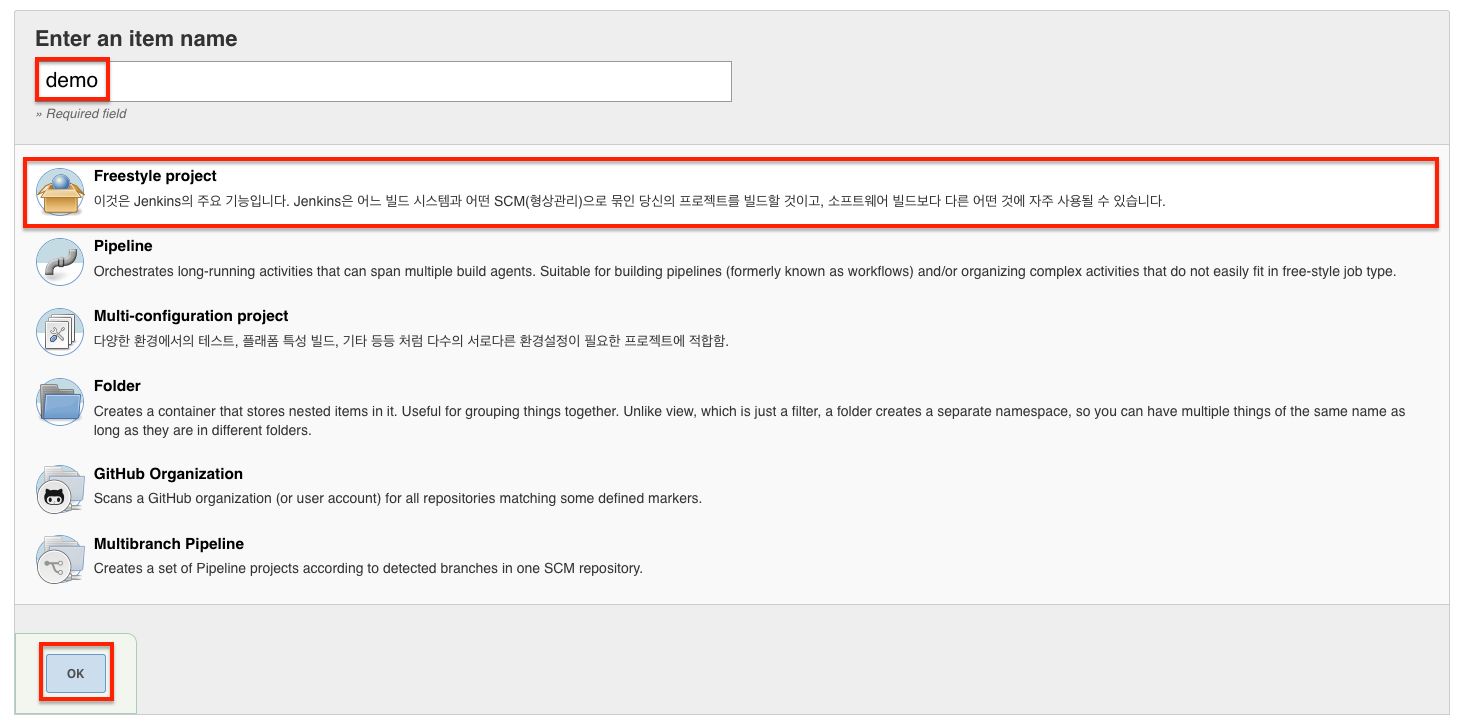 Enter an item name
demo
» Required field
Freestyle project
이것은 Jenkins의 주요 기능입니다. Jenkins은 어느 빌드 시스템과 어떤 SCM(형상관리)으로 묶인 당신의 프로젝트를 빌드할 것이고, 소프트웨어 빌드보다 다른 어떤 것에 자주 사용될 수 있습니다.
Pipeline
Orchestrates long-running activities that can span multiple build agents. Suitable for building pipelines (formerly known as workflows) and/or organizing complex activities that do not easily fit in free-style job type.
Multi-configuration project
다양한 환경에서의 테스트, 플래폼 특성 빌드, 기타 등등 처럼 다수의 서로다른 환경설정이 필요한 프로젝트에 적합함.
Folder
Creates a container that stores nested items in it. Useful for grouping things together. Unlike view, which is just a filter, a folder creates a separate namespace, so you can have multiple things of the same name as
long as they are in different folders.
GitHub Organization
Scans a GitHub organization (or user account) for all repositories matching some defined markers.
Multibranch Pipeline
Creates a set of Pipeline projects according to detected branches in one SCM repository.
OK